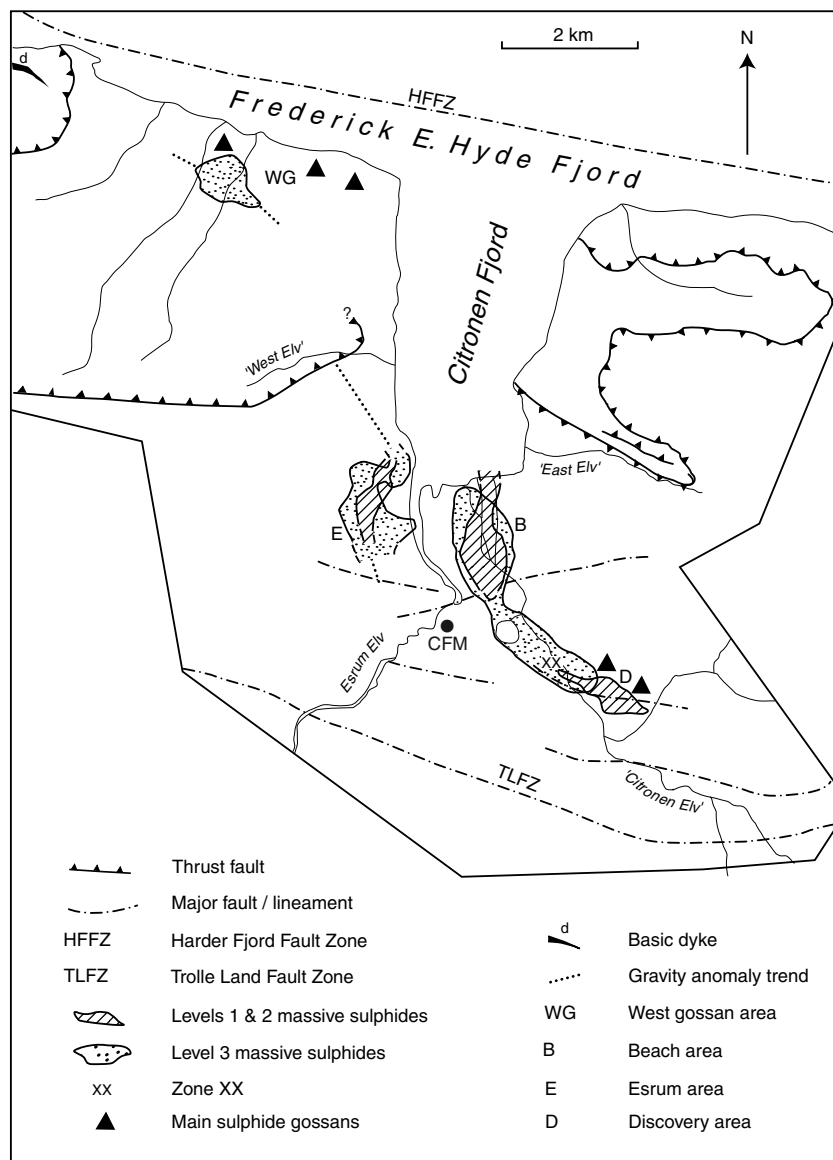 2 km
N
d
HFFZ
Frederick E. Hyde Fjord
WG
Citronen Fjord
?
'West Elv'
'East Elv'
B
E
CFM
Esrum Elv
XX
D
TLFZ
'Citronen Elv'
Thrust fault
Major fault / lineament
HFFZ Harder Fjord Fault Zone
TLFZ Trolle Land Fault Zone
Levels 1 & 2 massive sulphides
Level 3 massive sulphides
XX Zone XX
Main sulphide gossans
d Basic dyke
Gravity anomaly trend
WG West gossan area
B Beach area
E Esrum area
D Discovery area